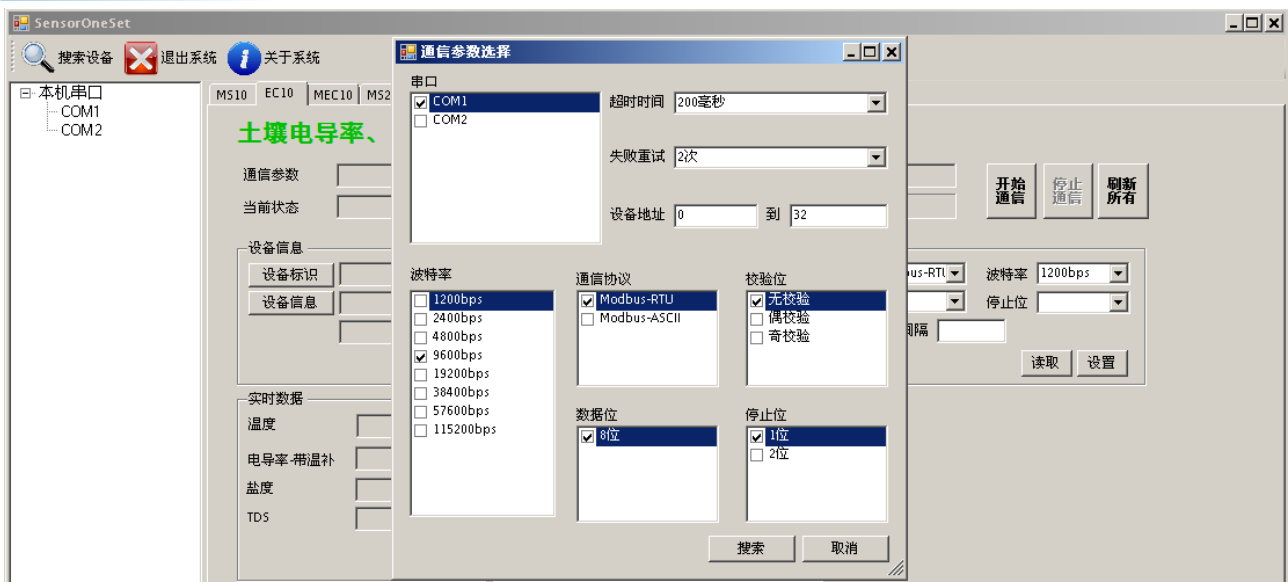 SensorOneSet
搜索设备 退出系统 关于系统
本机串口
COM1
COM2
MS10 EC10 MEC10 MS2
土壤电导率、
通信参数
当前状态
开始通信 停止通信 刷新所有
设备信息
设备标识
设备信息
us-RTU 波特率 1200bps
停止位
间隔
读取 设置
实时数据
温度
电导率-带温补
盐度
TDS
通信参数选择
串口
COM1
COM2
超时时间 200毫秒
失败重试 2次
设备地址 0 到 32
波特率
1200bps
2400bps
4800bps
9600bps
19200bps
38400bps
57600bps
115200bps
通信协议
Modbus-RTU
Modbus-ASCII
校验位
无校验
偶校验
奇校验
数据位
8位
停止位
1位
2位
搜索 取消